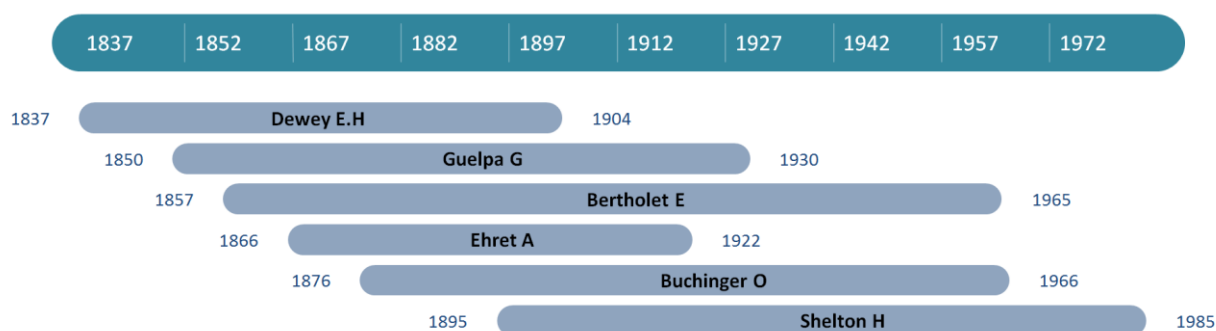 1837 1852 1867 1882 1897 1912 1927 1942 1957 1972
1837 Dewey E.H 1904
1850 Guelpa G 1930
1857 Bertholet E 1965
1866 Ehret A 1922
1876 Buchinger O 1966
1895 Shelton H 1985